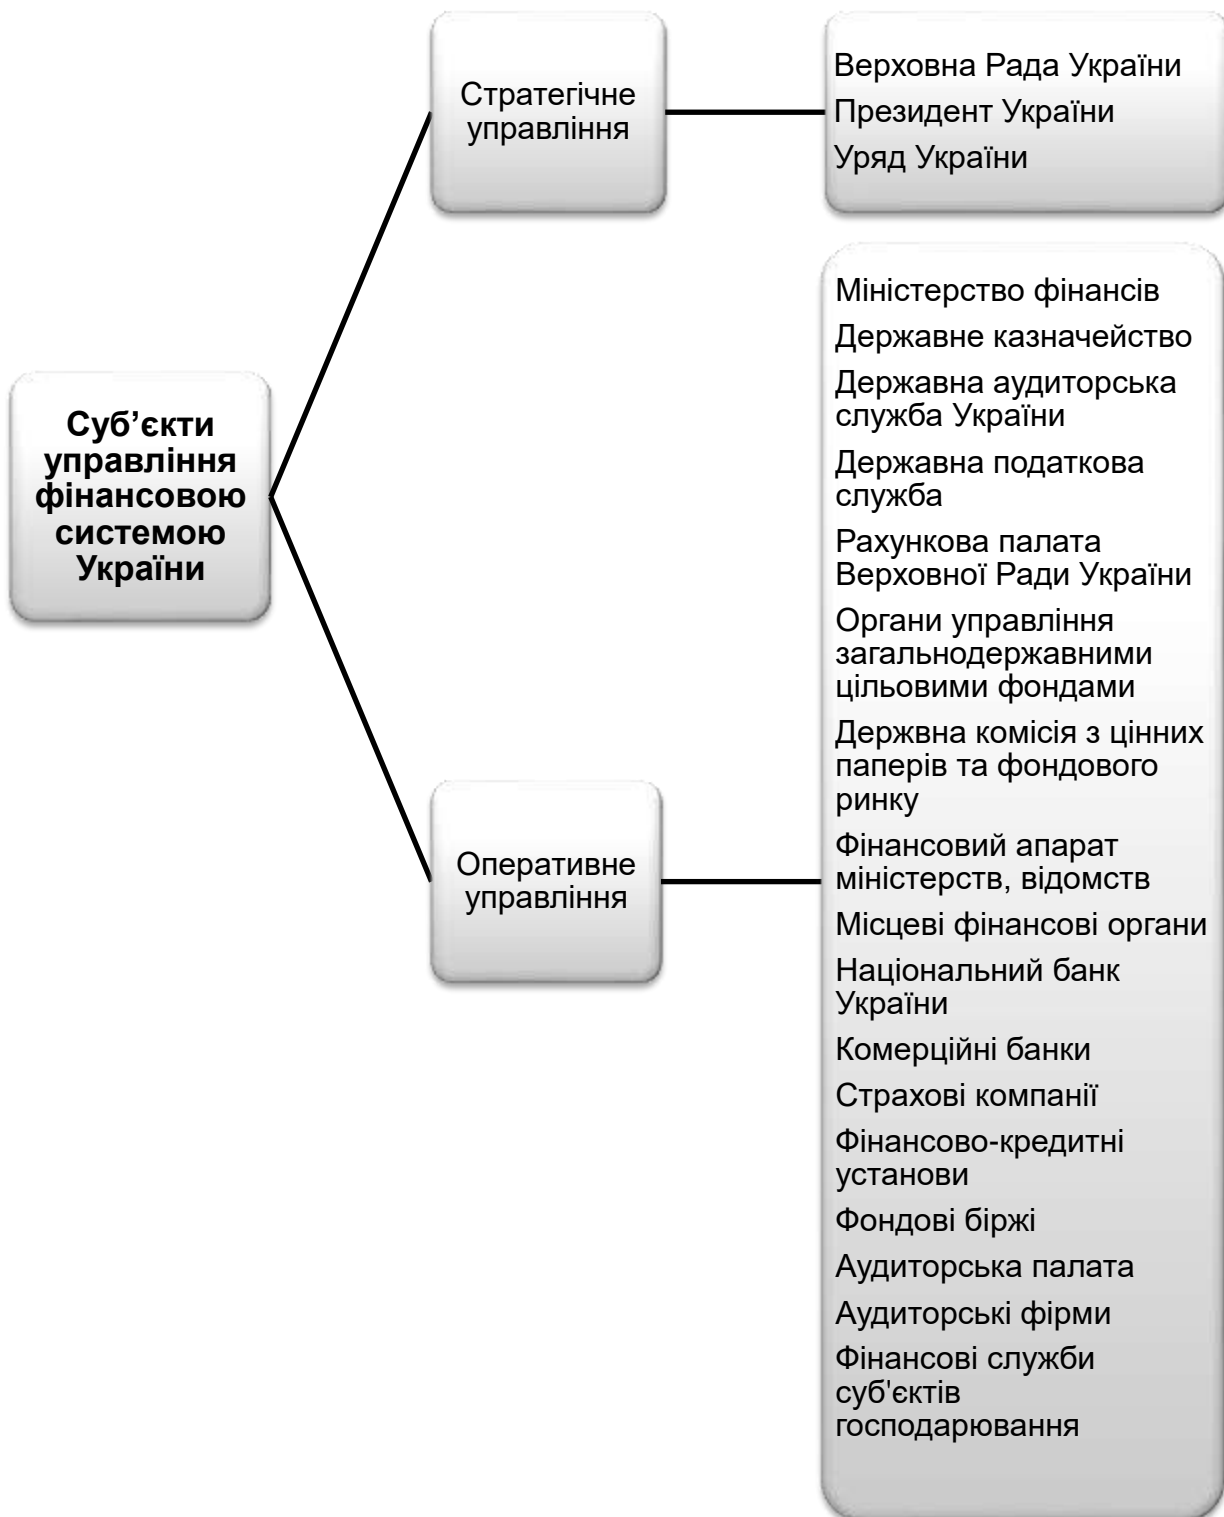 Суб’єкти
управління
фінансовою
системою
України
Стратегічне
управління
Верховна Рада України
Президент України
Уряд України
Оперативне
управління
Міністерство фінансів
Державне казначейство
Державна аудиторська
служба України
Державна податкова
служба
Рахункова палата
Верховної Ради України
Органи управління
загальнодержавними
цільовими фондами
Держвна комісія з цінних
паперів та фондового
ринку
Фінансовий апарат
міністерств, відомств
Місцеві фінансові органи
Національний банк
України
Комерційні банки
Страхові компанії
Фінансово-кредитні
установи
Фондові біржі
Аудиторська палата
Аудиторські фірми
Фінансові служби
суб'єктів
господарювання